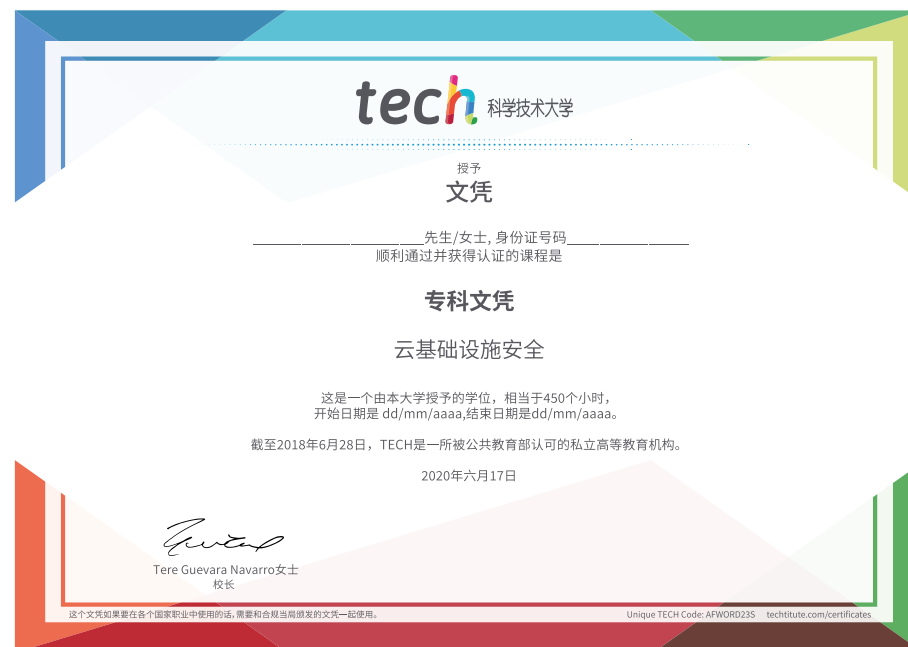 tech 科学技术大学
授予
文凭
先生/女士, 身份证号码
顺利通过并获得认证的课程是
专科文凭
云基础设施安全
这是一个由本大学授予的学位，相当于450个小时，
开始日期是 dd/mm/aaaa,结束日期是dd/mm/aaaa。
截至2018年6月28日，TECH是一所被公共教育部认可的私立高等教育机构。
2020年六月17日
Tere Guevara Navarro女士
校长
这个文凭如果要在各个国家职业中使用的话,需要和合规当局颁发的文凭一起使用。
Unique TECH Code: AFWORD23S techtitute.com/certificates